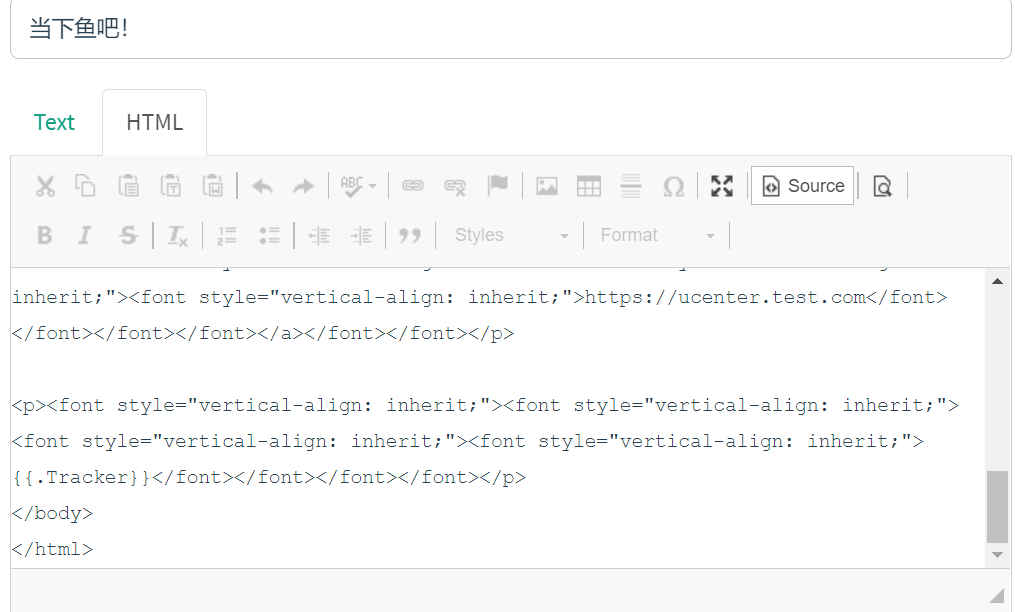 当下鱼吧！
Text
HTML
ABC
Source
B I S Tx
Styles
Format
inherit;"><font style="vertical-align: inherit;">https://ucenter.test.com</font>
</font></font></font></a></font></font></p>
<p><font style="vertical-align: inherit;"><font style="vertical-align: inherit;">
<font style="vertical-align: inherit;"><font style="vertical-align: inherit;">
{{.Tracker}}</font></font></font></font></p>
</body>
</html>